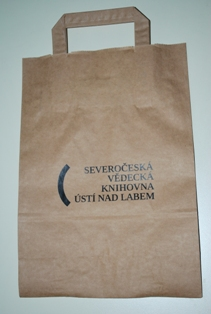 SEVEROČESKÁ
VĚDECKÁ
KNIHOVNA
ÚSTÍ NAD LABEM